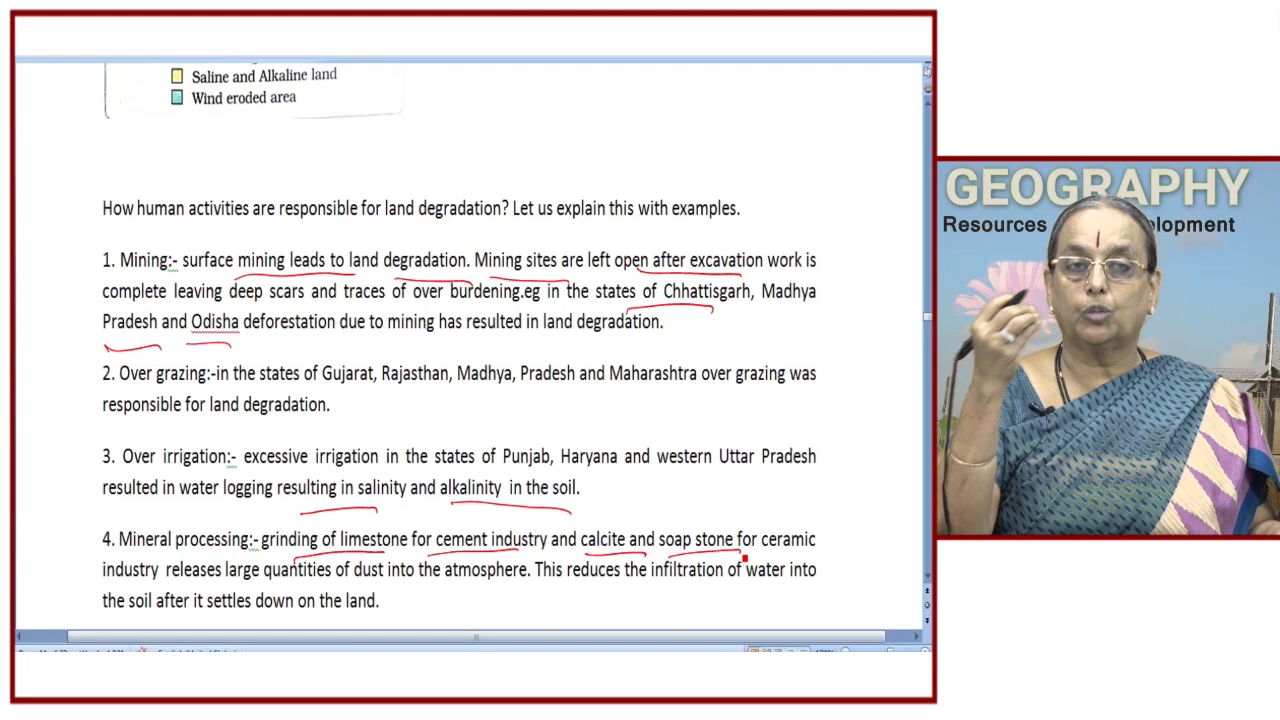 Saline and Alkaline land
Wind eroded area
How human activities are responsible for land degradation? Let us explain this with examples.
1. Mining:- surface mining leads to land degradation. Mining sites are left open after excavation work is
complete leaving deep scars and traces of over burdening.eg in the states of Chhattisgarh, Madhya
Pradesh and Odisha deforestation due to mining has resulted in land degradation.
2. Over grazing:-in the states of Gujarat, Rajasthan, Madhya, Pradesh and Maharashtra over grazing was
responsible for land degradation.
3. Over irrigation:- excessive irrigation in the states of Punjab, Haryana and western Uttar Pradesh
resulted in water logging resulting in salinity and alkalinity in the soil.
4. Mineral processing:- grinding of limestone for cement industry and calcite and soap stone for ceramic
industry releases large quantities of dust into the atmosphere. This reduces the infiltration of water into
the soil after it settles down on the land.
GEOGRAPHY
Resources